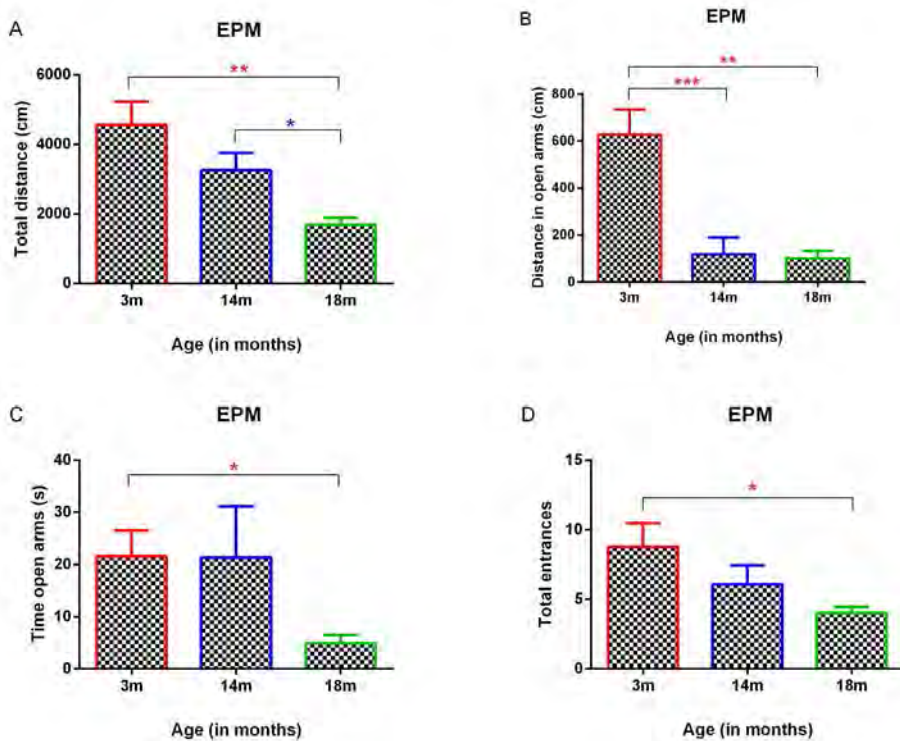 A
EPM
Total distance (cm)
6000
4000
2000
0
**
*
3m 14m 18m
Age (in months)
B
EPM
Distance in open arms (cm)
800
600
400
200
0
**
***
3m 14m 18m
Age (in months)
C
EPM
Time open arms (s)
40
30
20
10
0
*
3m 14m 18m
Age (in months)
D
EPM
Total entrances
15
10
5
0
*
3m 14m 18m
Age (in months)